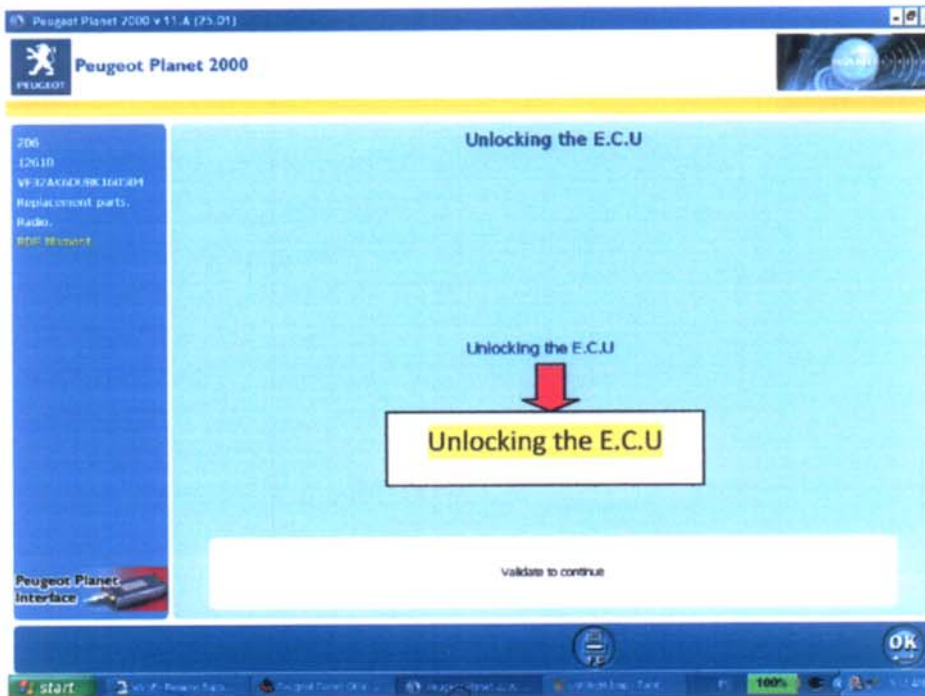 Peugeot Planet 2000 v 11.A (25.01)
PEUGEOT
Peugeot Planet 2000
206
12610
Replacement parts.
Radio.
Unlocking the E.C.U
Unlocking the E.C.U
Unlocking the E.C.U
Validate to continue
Peugeot Planet
Interface
OK
start
100%